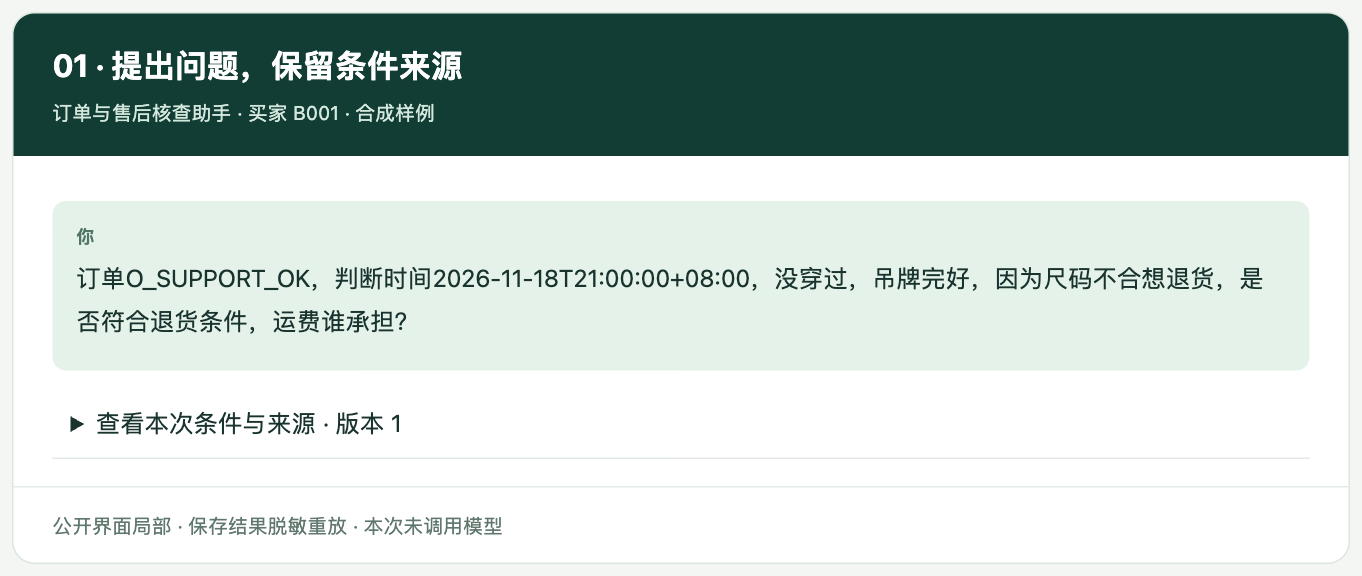 01 · 提出问题，保留条件来源
订单与售后核查助手 · 买家 B001 · 合成样例
你
订单O_SUPPORT_OK，判断时间2026-11-18T21:00:00+08:00，没穿过，吊牌完好，因为尺码不合想退货，是
否符合退货条件，运费谁承担？
▶ 查看本次条件与来源 · 版本 1
公开界面局部 · 保存结果脱敏重放 · 本次未调用模型